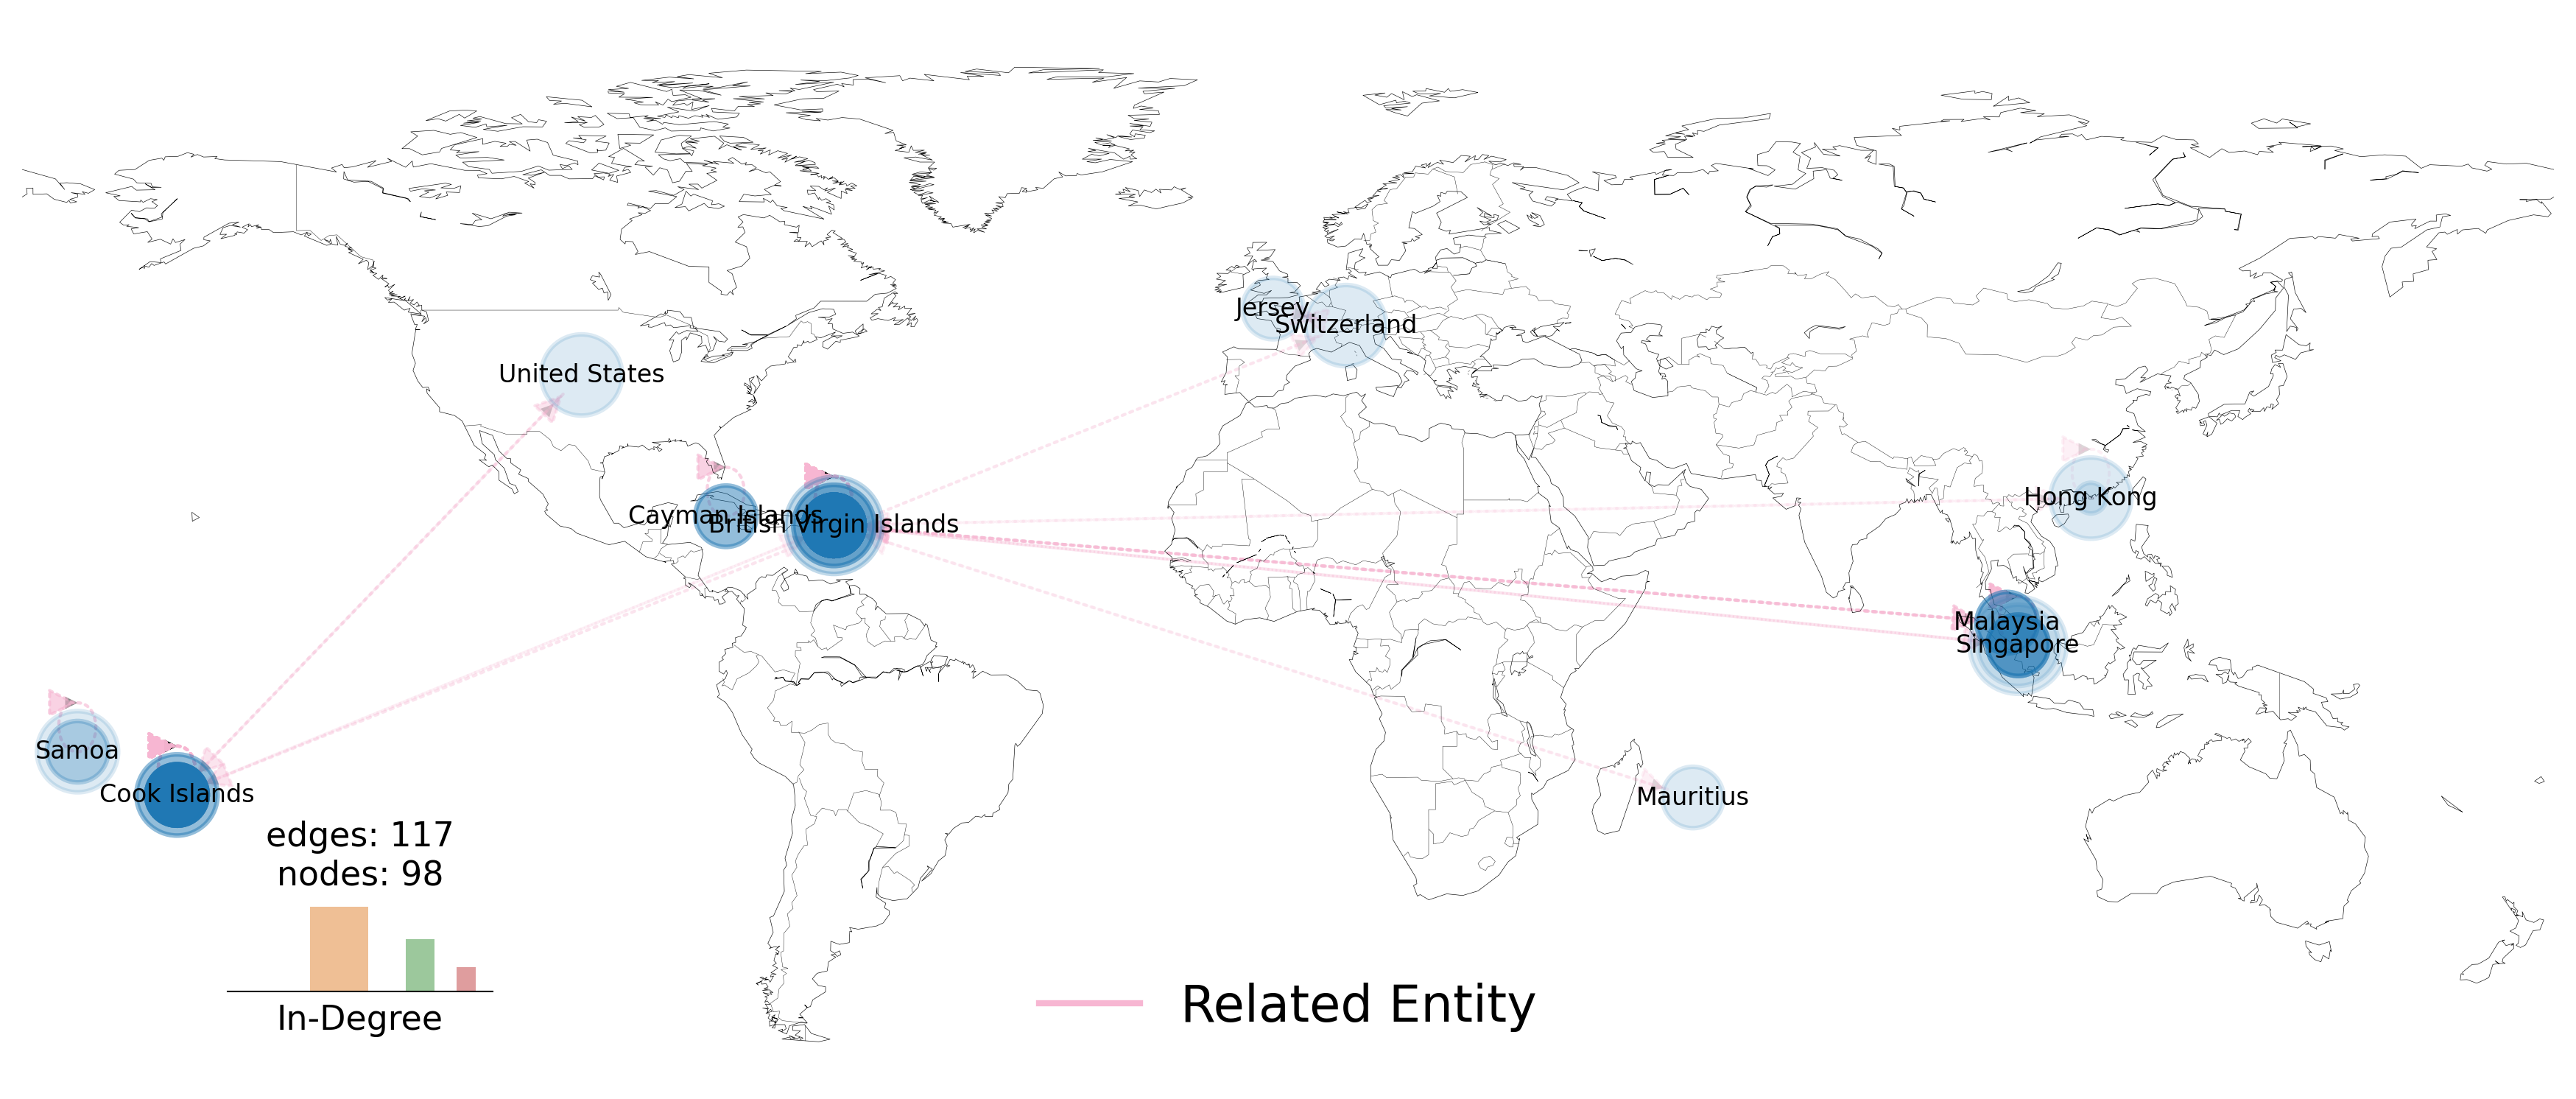 Jersey
Switzerland
United States
Hong Kong
Cayman Islands
British Virgin Islands
Malaysia
Singapore
Samoa
Cook Islands
Mauritius
edges: 117
nodes: 98
In-Degree
Related Entity